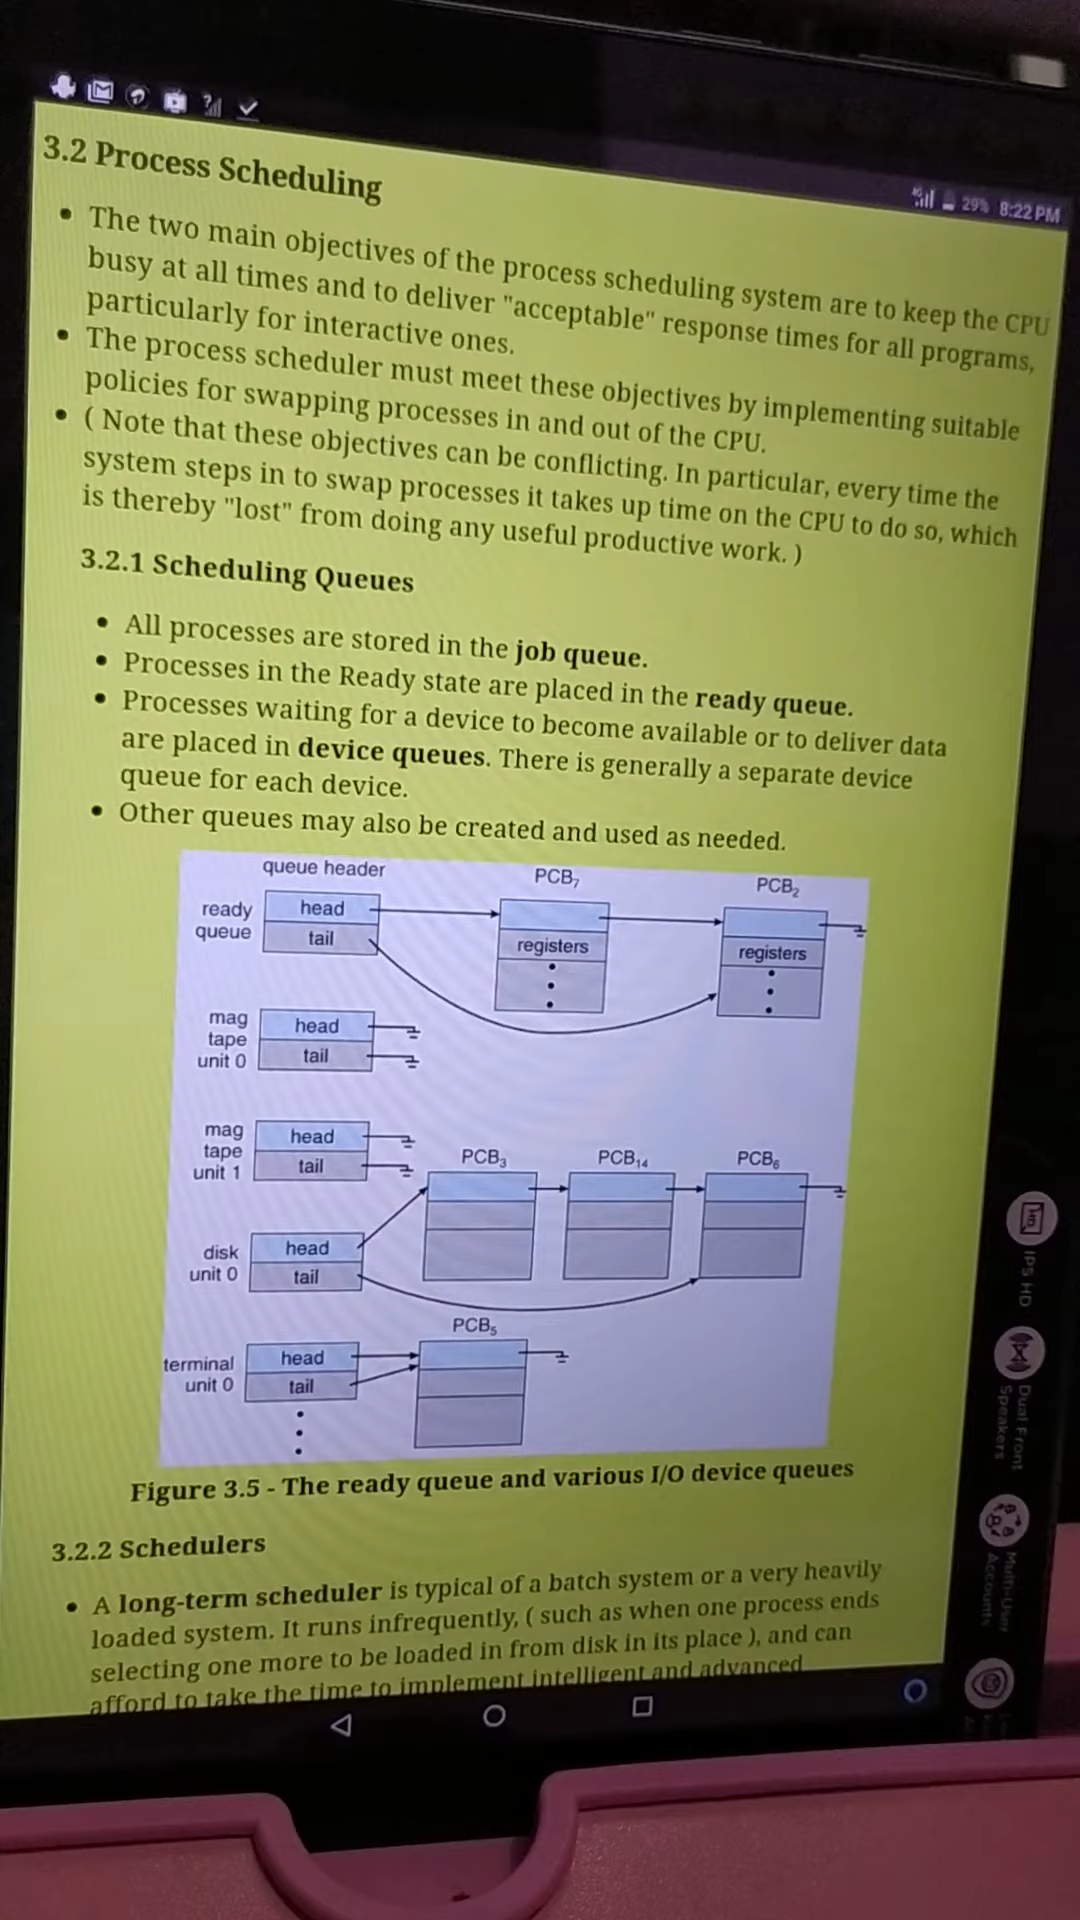 29% 8:22 PM
3.2 Process Scheduling
• The two main objectives of the process scheduling system are to keep the CPU
busy at all times and to deliver "acceptable" response times for all programs,
particularly for interactive ones.
• The process scheduler must meet these objectives by implementing suitable
policies for swapping processes in and out of the CPU.
• ( Note that these objectives can be conflicting. In particular, every time the
system steps in to swap processes it takes up time on the CPU to do so, which
is thereby "lost" from doing any useful productive work. )
3.2.1 Scheduling Queues
• All processes are stored in the job queue.
• Processes in the Ready state are placed in the ready queue.
• Processes waiting for a device to become available or to deliver data
are placed in device queues. There is generally a separate device
queue for each device.
• Other queues may also be created and used as needed.
queue header
PCB₇
PCB₂
ready
queue
head
tail
registers
registers
mag
tape
unit 0
head
tail
mag
tape
unit 1
head
tail
PCB₃
PCB₁₄
PCB₆
disk
unit 0
head
tail
PCB₅
terminal
unit 0
head
tail
Figure 3.5 - The ready queue and various I/O device queues
3.2.2 Schedulers
• A long-term scheduler is typical of a batch system or a very heavily
loaded system. It runs infrequently, ( such as when one process ends
selecting one more to be loaded in from disk in its place ), and can
afford to take the time to implement intelligent and advanced
IPS HD
Dual Front
Speakers
Multi-User
Accounts